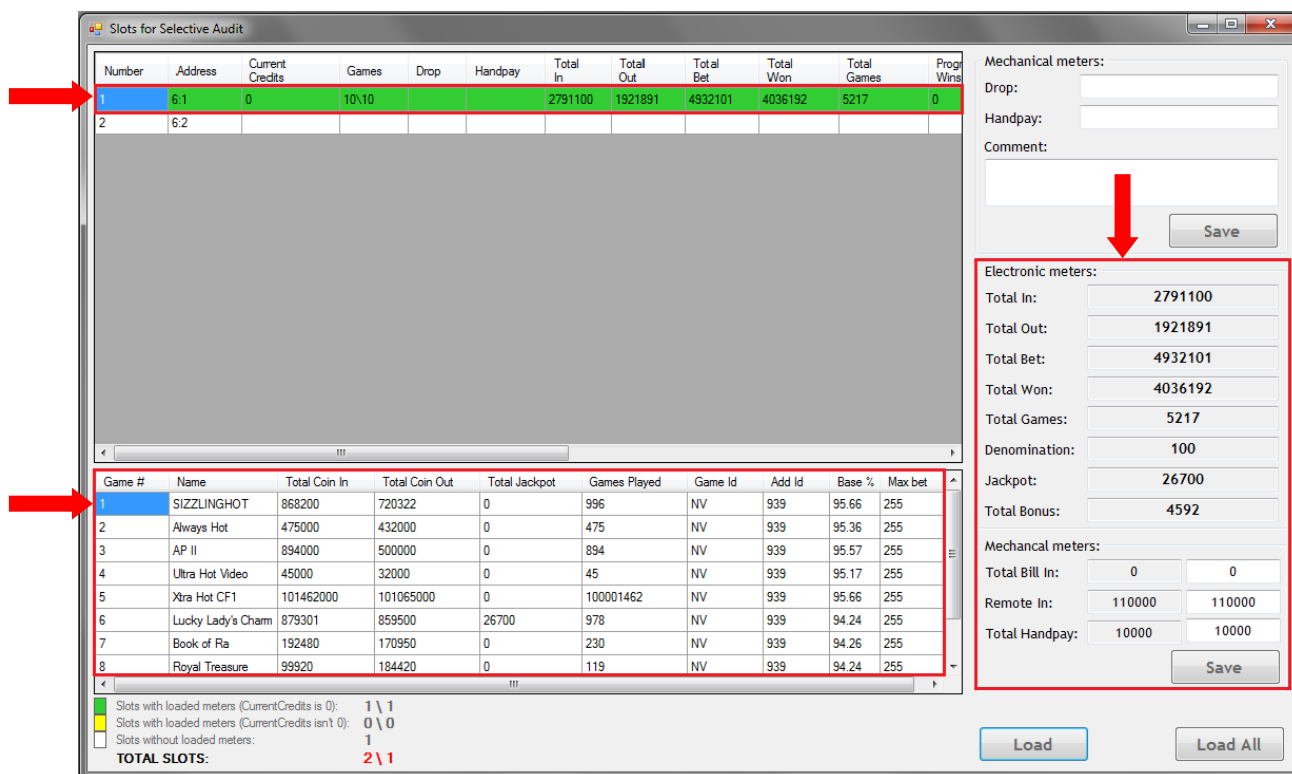 Slots for Selective Audit
Number Address Current Credits Games Drop Handpay Total In Total Out Total Bet Total Won Total Games Progr Wins
1 6:1 0 10\10 2791100 1921891 4932101 4036192 5217 0
2 6:2
Game # Name Total Coin In Total Coin Out Total Jackpot Games Played Game Id Add Id Base % Max bet
1 SIZZLINGHOT 868200 720322 0 996 NV 939 95.66 255
2 Always Hot 475000 432000 0 475 NV 939 95.36 255
3 AP II 894000 500000 0 894 NV 939 95.57 255
4 Ultra Hot Video 45000 32000 0 45 NV 939 95.17 255
5 Xtra Hot CF1 101462000 101065000 0 100001462 NV 939 95.66 255
6 Lucky Lady's Charm 879301 859500 26700 978 NV 939 94.24 255
7 Book of Ra 192480 170950 0 230 NV 939 94.26 255
8 Royal Treasure 99920 184420 0 119 NV 939 94.24 255
Slots with loaded meters (CurrentCredits is 0): 1 \ 1
Slots with loaded meters (CurrentCredits isn't 0): 0 \ 0
Slots without loaded meters: 1
TOTAL SLOTS: 2 \ 1
Mechanical meters:
Drop:
Handpay:
Comment:
Save
Electronic meters:
Total In: 2791100
Total Out: 1921891
Total Bet: 4932101
Total Won: 4036192
Total Games: 5217
Denomination: 100
Jackpot: 26700
Total Bonus: 4592
Mechancal meters:
Total Bill In: 0 0
Remote In: 110000 110000
Total Handpay: 10000 10000
Save
Load Load All